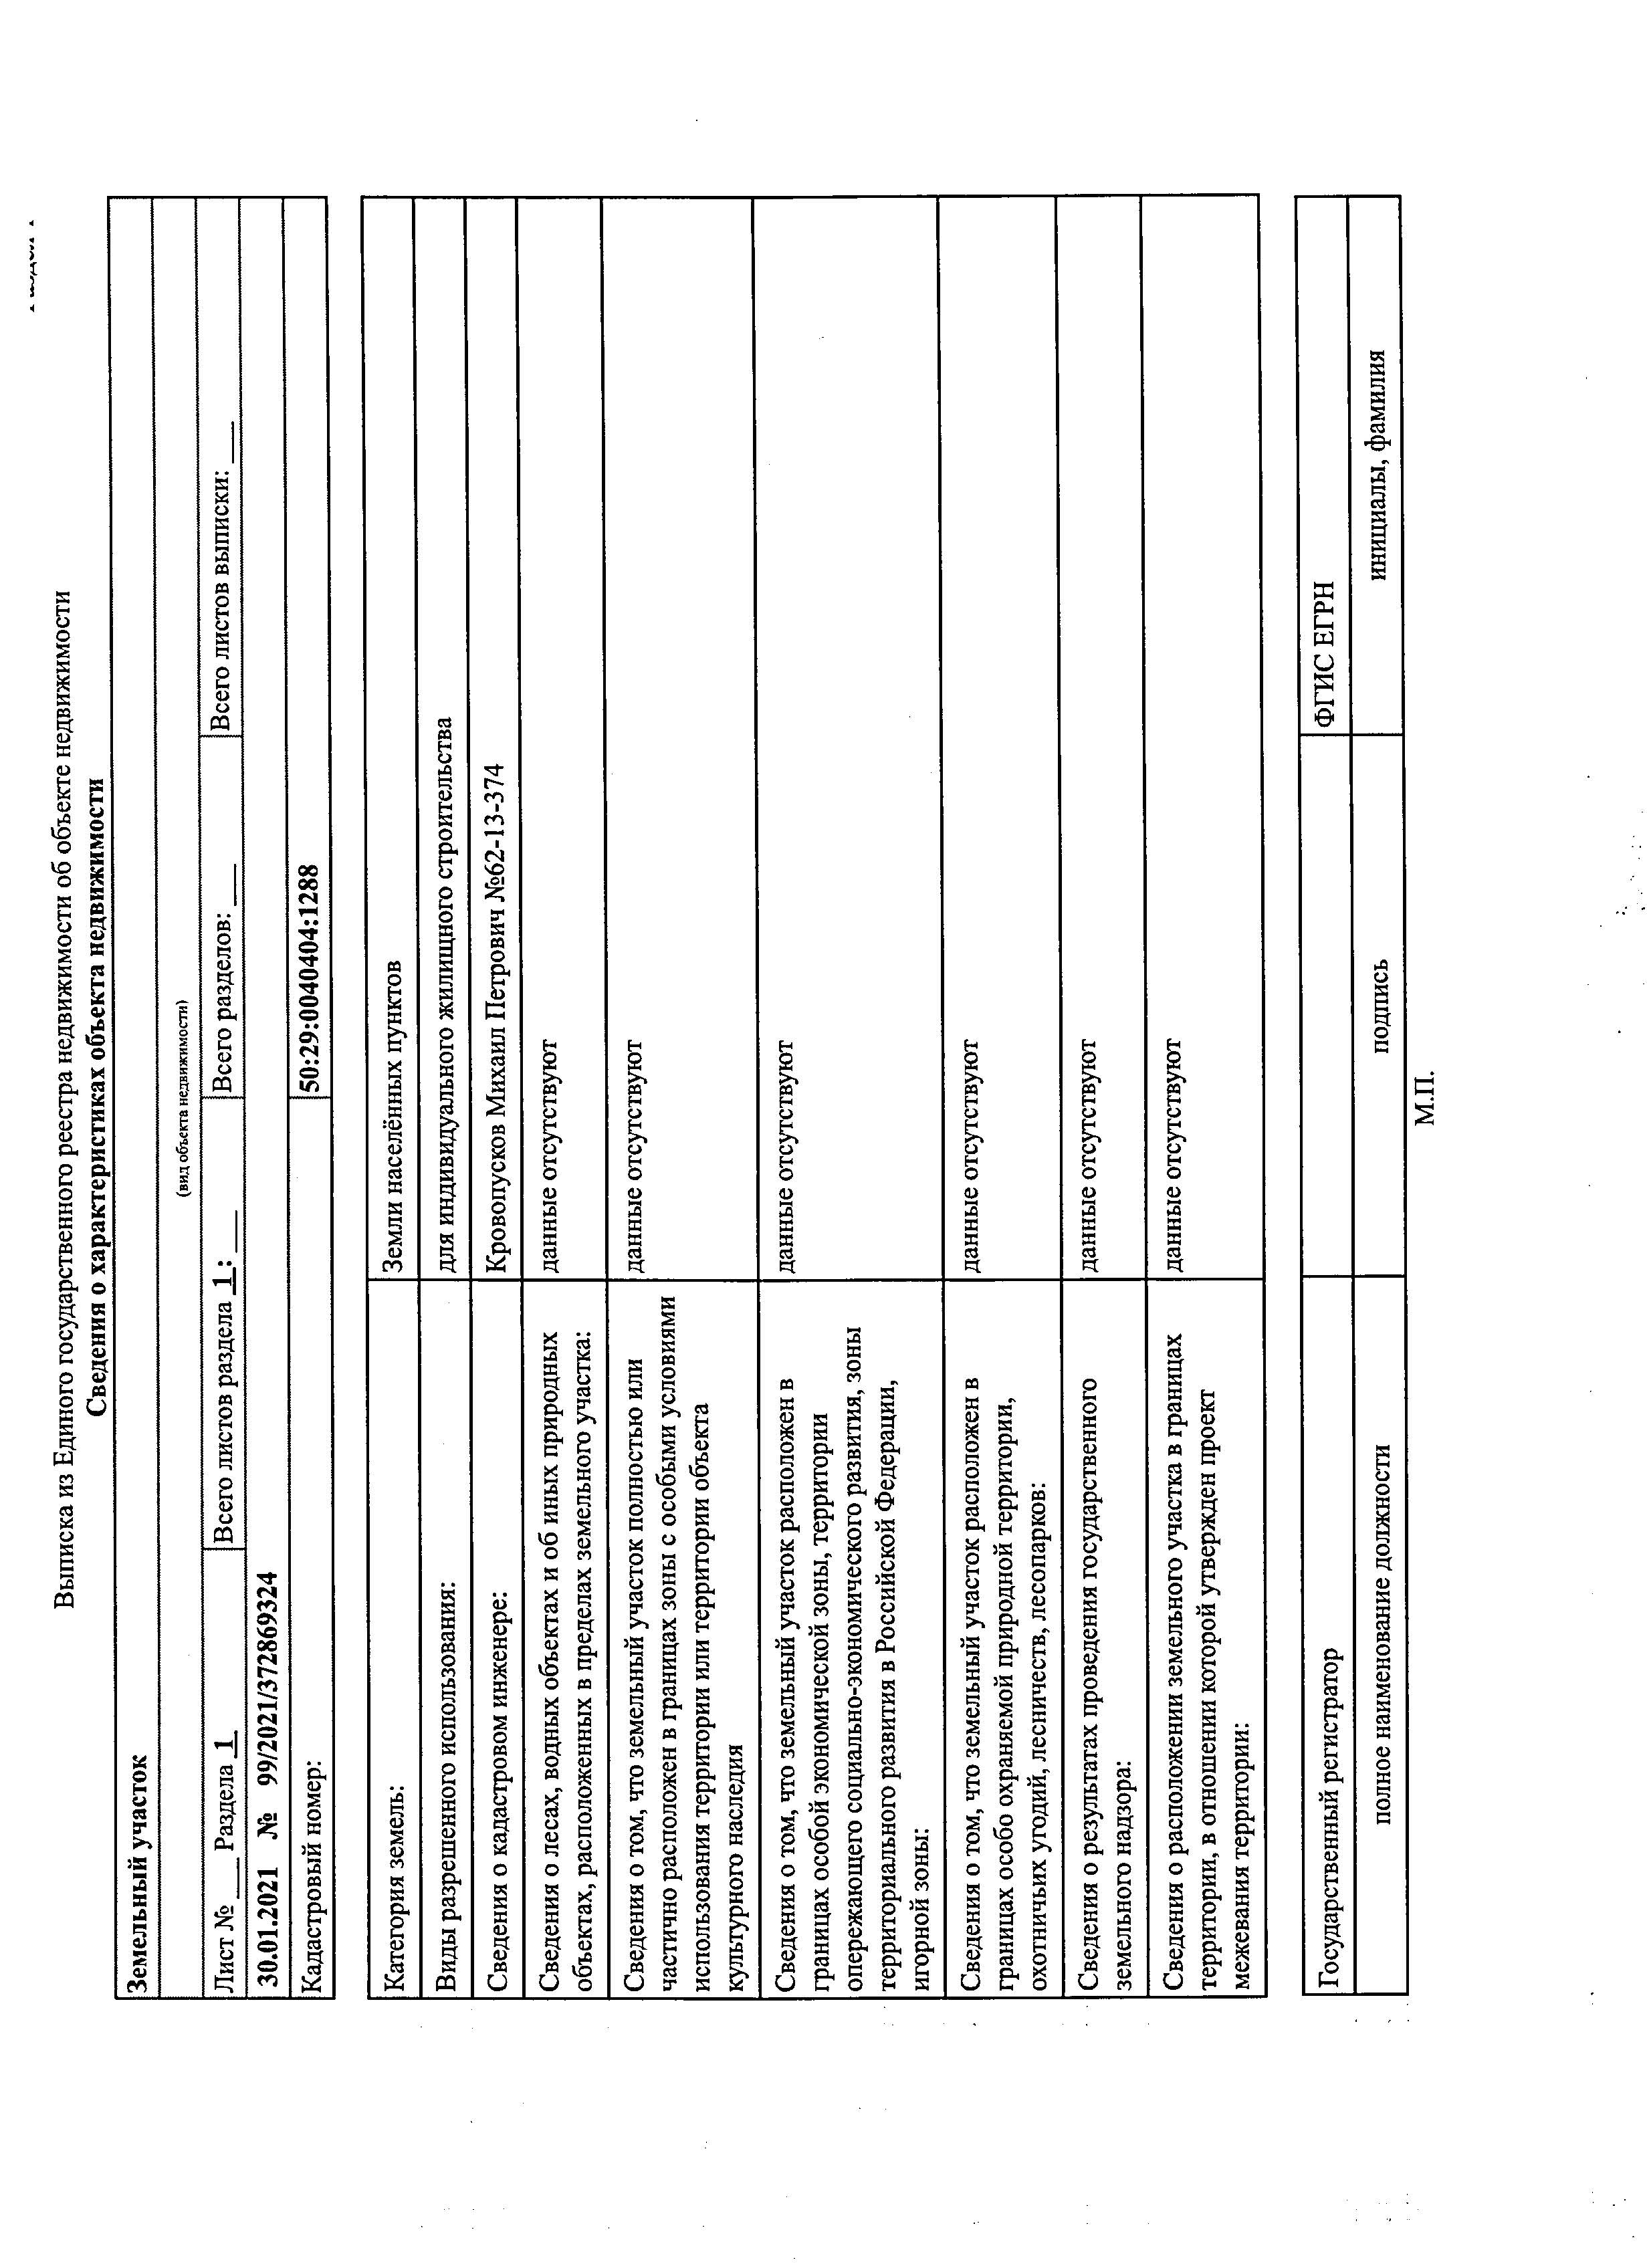 Выписка из Единого государственного реестра недвижимости об объекте недвижимости
Сведения о характеристиках объекта недвижимости
Земельный участок
(вид объекта недвижимости)
Лист № ___ Раздела 1 Всего листов раздела 1 : ___ Всего разделов: ___ Всего листов выписки: ___
30.01.2021 № 99/2021/372869324
Кадастровый номер: 50:29:0040404:1288
Категория земель: Земли населённых пунктов
Виды разрешенного использования: для индивидуального жилищного строительства
Сведения о кадастровом инженере: Кровопусков Михаил Петрович №62-13-374
Сведения о лесах, водных объектах и об иных природных
объектах, расположенных в пределах земельного участка:
данные отсутствуют
Сведения о том, что земельный участок полностью или
частично расположен в границах зоны с особыми условиями
использования территории или территории объекта
культурного наследия
данные отсутствуют
Сведения о том, что земельный участок расположен в
границах особой экономической зоны, территории
опережающего социально-экономического развития, зоны
территориального развития в Российской Федерации,
игорной зоны:
данные отсутствуют
Сведения о том, что земельный участок расположен в
границах особо охраняемой природной территории,
охотничьих угодий, лесничеств, лесопарков:
данные отсутствуют
Сведения о результатах проведения государственного
земельного надзора:
данные отсутствуют
Сведения о расположении земельного участка в границах
территории, в отношении которой утвержден проект
межевания территории:
данные отсутствуют
Государственный регистратор ФГИС ЕГРН
полное наименование должности подпись инициалы, фамилия
М.П.